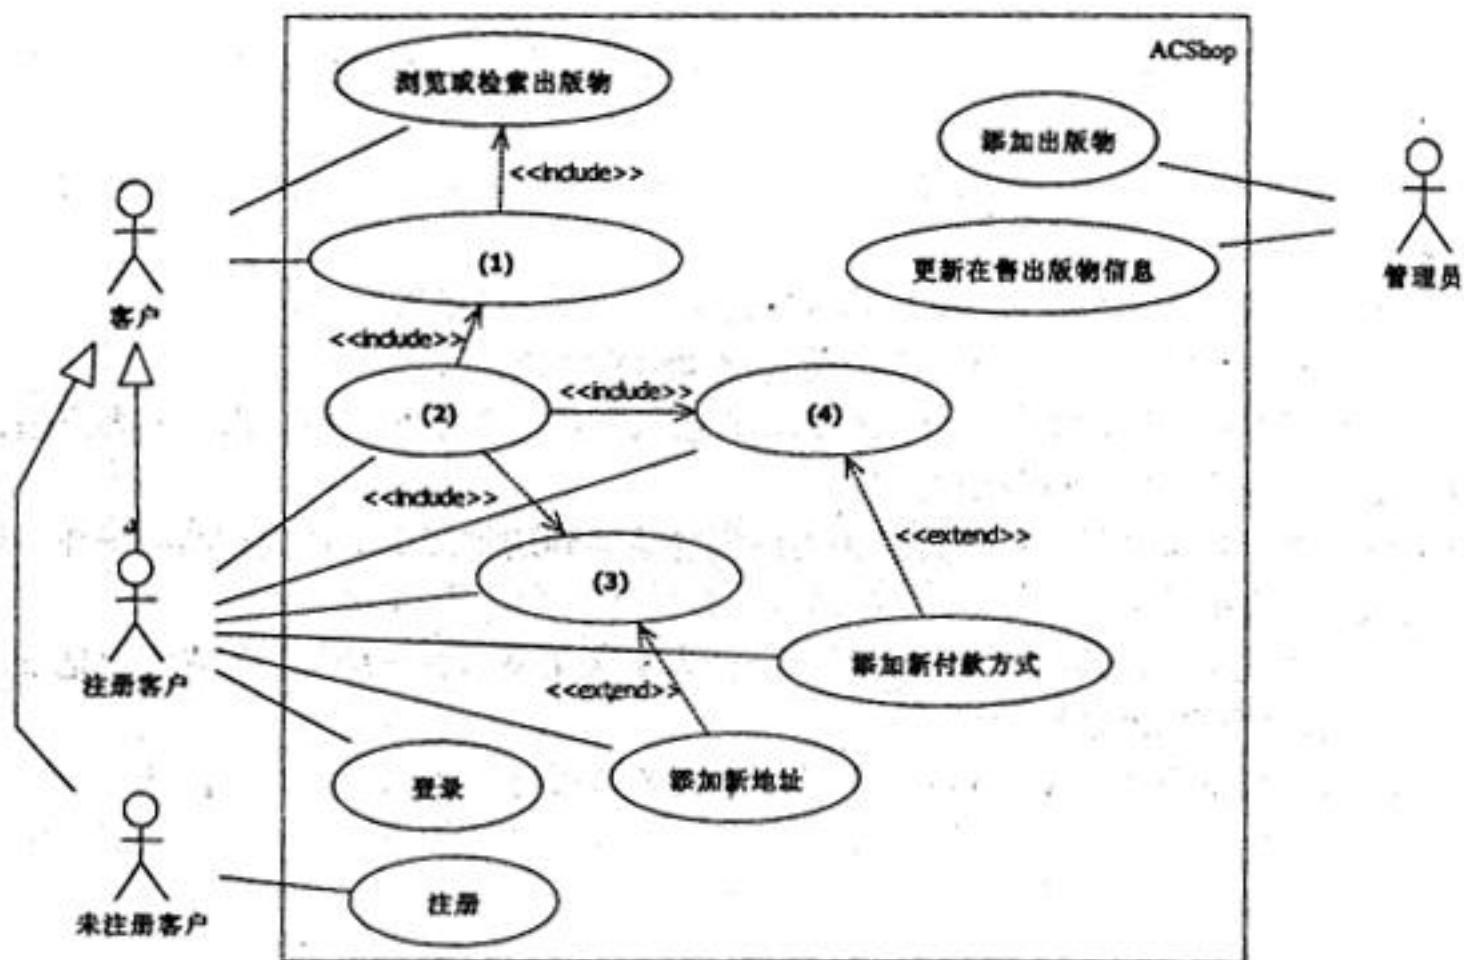 ACShop
浏览或检索出版物
添加出版物
<<include>>
(1)
更新在售出版物信息
客户
管理员
<<include>>
(2)
<<include>>
(4)
<<include>>
<<extend>>
(3)
注册客户
添加新付款方式
<<extend>>
登录
添加新地址
注册
未注册客户